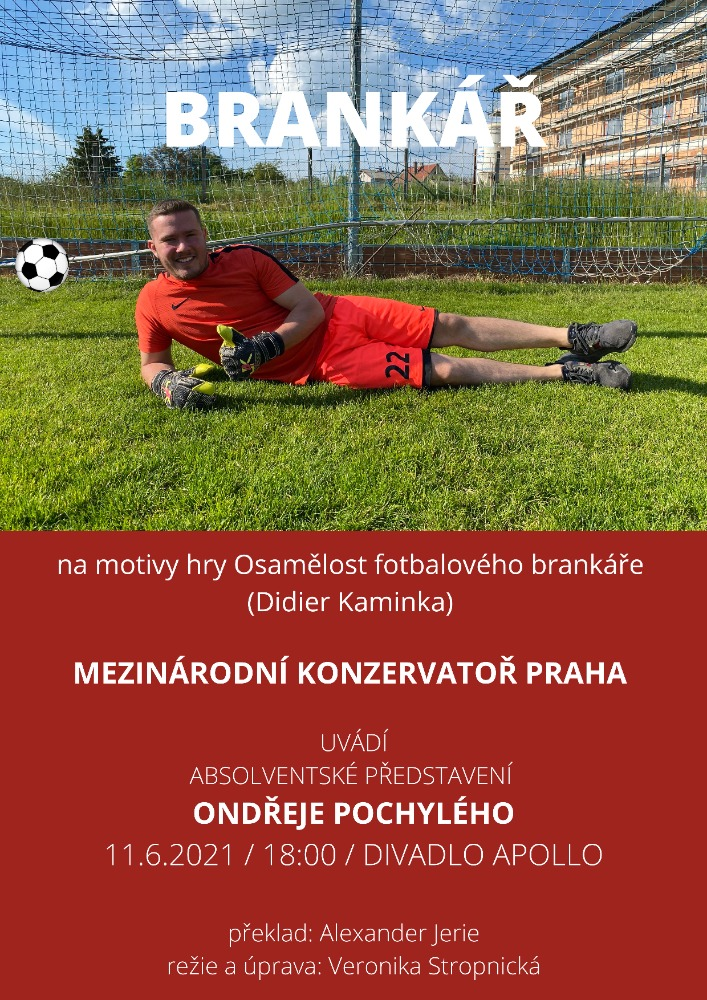 BRANKÁŘ
22
na motivy hry Osamělost fotbalového brankáře
(Didier Kaminka)
MEZINÁRODNÍ KONZERVATOŘ PRAHA
UVÁDÍ
ABSOLVENTSKÉ PŘEDSTAVENÍ
ONDŘEJE POCHYLÉHO
11.6.2021 / 18:00 / DIVADLO APOLLO
překlad: Alexander Jerie
režie a úprava: Veronika Stropnická